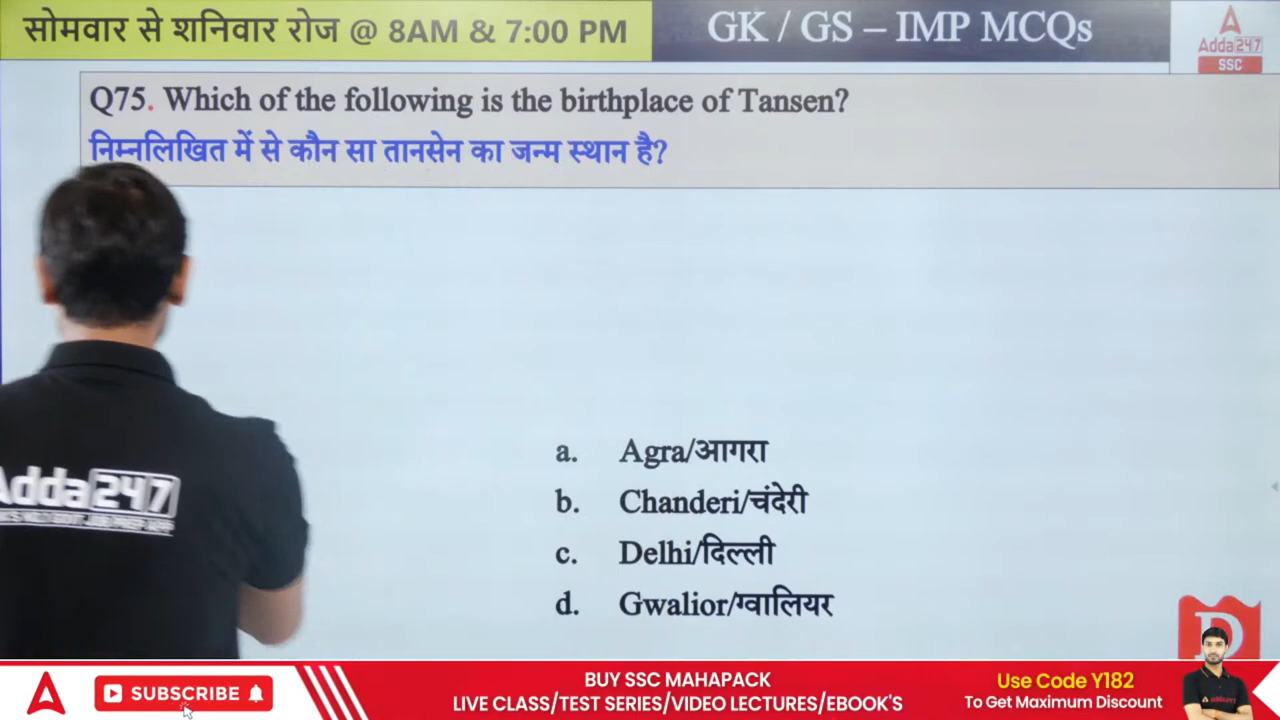 सोमवार से शनिवार रोज @ 8AM & 7:00 PM
GK / GS – IMP MCQs
Adda247
SSC
Q75. Which of the following is the birthplace of Tansen?
निम्नलिखित में से कौन सा तानसेन का जन्म स्थान है?
a. Agra/आगरा
b. Chanderi/चंदेरी
c. Delhi/दिल्ली
d. Gwalior/ग्वालियर
Adda247
D
SUBSCRIBE
BUY SSC MAHAPACK
LIVE CLASS/TEST SERIES/VIDEO LECTURES/EBOOK'S
Use Code Y182
To Get Maximum Discount